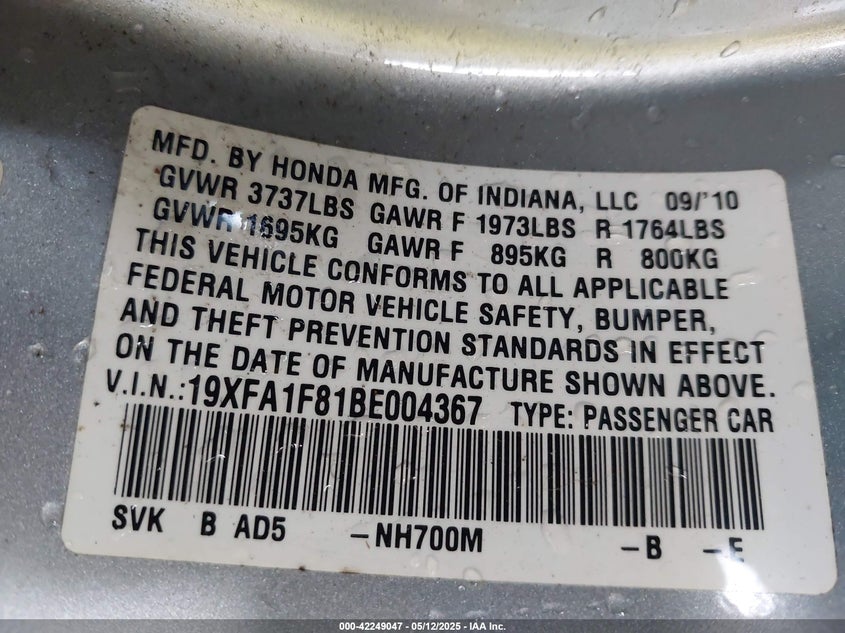 MFD. BY HONDA MFG. OF INDIANA, LLC 09/'10
GVWR 3737LBS GAWR F 1973LBS R 1764LBS
GVWR 1695KG GAWR F 895KG R 800KG
THIS VEHICLE CONFORMS TO ALL APPLICABLE
FEDERAL MOTOR VEHICLE SAFETY, BUMPER,
AND THEFT PREVENTION STANDARDS IN EFFECT
ON THE DATE OF MANUFACTURE SHOWN ABOVE.
V.I.N.:19XFA1F81BE004367 TYPE: PASSENGER CAR
SVK B AD5 -NH700M -B -E
000-42249047 - 05/12/2025 - IAA Inc.